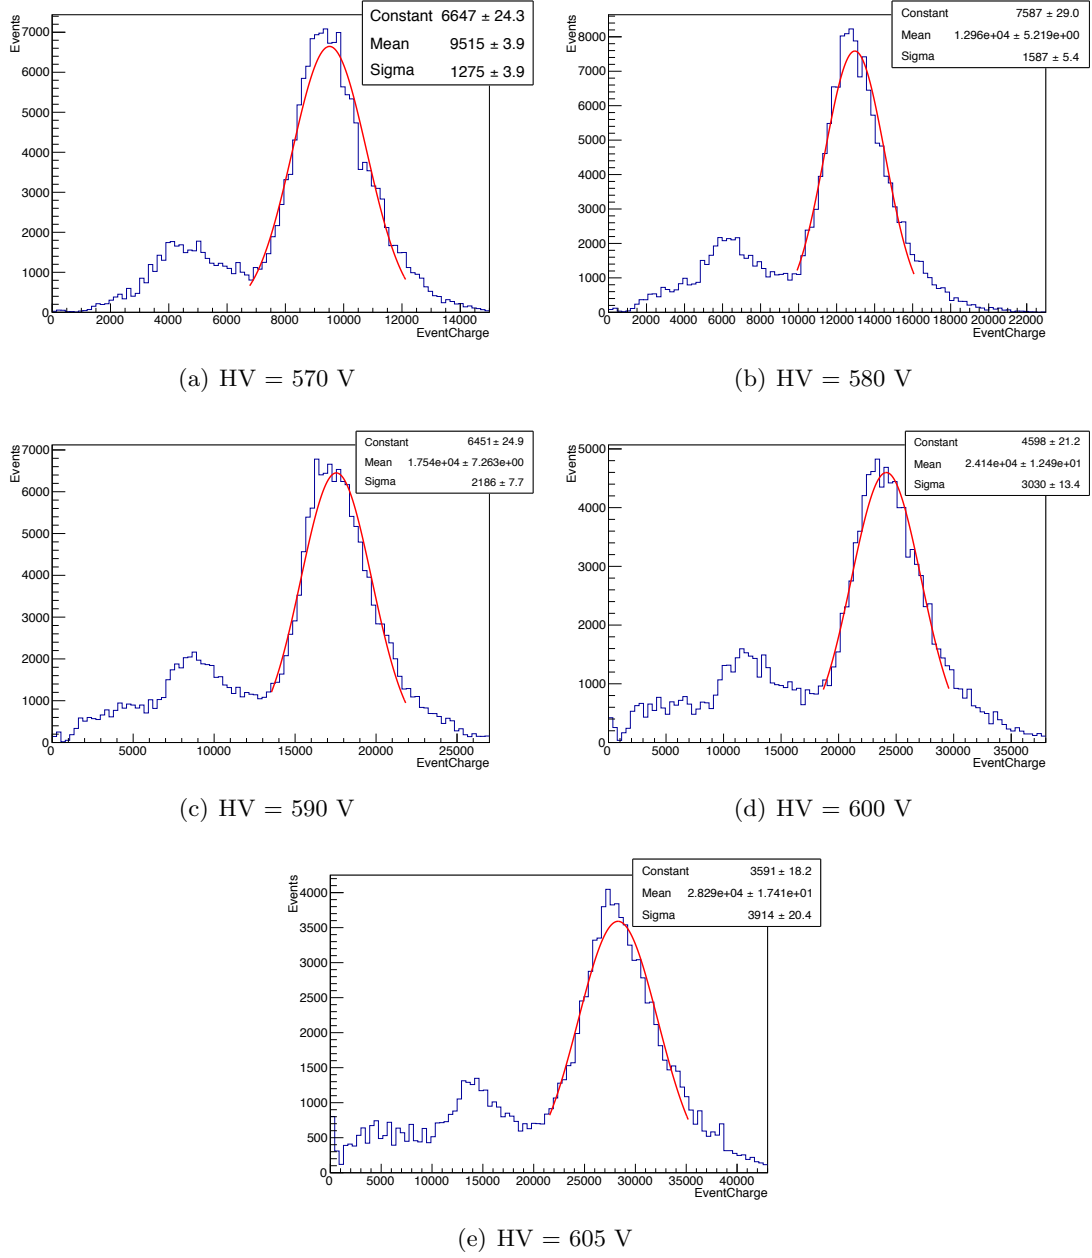 Constant 6647 ± 24.3
Mean 9515 ± 3.9
Sigma 1275 ± 3.9
Events
7000
6000
5000
4000
3000
2000
1000
0
0 2000 4000 6000 8000 10000 12000 14000
EventCharge
(a) HV = 570 V
Constant 7587 ± 29.0
Mean 1.296e+04 ± 5.219e+00
Sigma 1587 ± 5.4
Events
8000
7000
6000
5000
4000
3000
2000
1000
0
0 2000 4000 6000 8000 10000 12000 14000 16000 18000 20000 22000
EventCharge
(b) HV = 580 V
Constant 6451 ± 24.9
Mean 1.754e+04 ± 7.263e+00
Sigma 2186 ± 7.7
Events
7000
6000
5000
4000
3000
2000
1000
0
0 5000 10000 15000 20000 25000
EventCharge
(c) HV = 590 V
Constant 4598 ± 21.2
Mean 2.414e+04 ± 1.249e+01
Sigma 3030 ± 13.4
Events
5000
4000
3000
2000
1000
0
0 5000 10000 15000 20000 25000 30000 35000
EventCharge
(d) HV = 600 V
Constant 3591 ± 18.2
Mean 2.829e+04 ± 1.741e+01
Sigma 3914 ± 20.4
Events
4000
3500
3000
2500
2000
1500
1000
500
0
0 5000 10000 15000 20000 25000 30000 35000 40000
EventCharge
(e) HV = 605 V